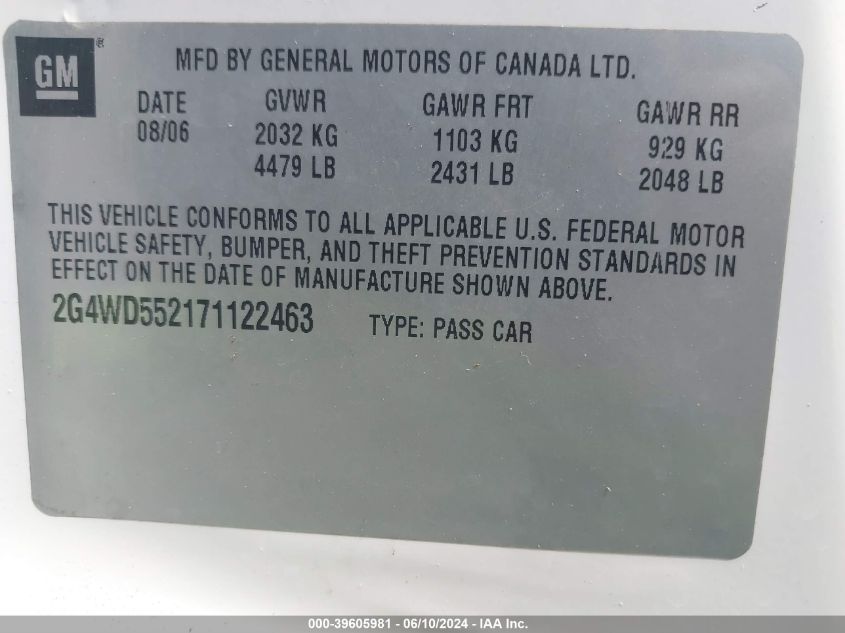 GM®
MFD BY GENERAL MOTORS OF CANADA LTD.
DATE GVWR GAWR FRT GAWR RR
08/06 2032 KG 1103 KG 929 KG
4479 LB 2431 LB 2048 LB
THIS VEHICLE CONFORMS TO ALL APPLICABLE U.S. FEDERAL MOTOR
VEHICLE SAFETY, BUMPER, AND THEFT PREVENTION STANDARDS IN
EFFECT ON THE DATE OF MANUFACTURE SHOWN ABOVE.
2G4WD552171122463 TYPE: PASS CAR
000-39605981 - 06/10/2024 - IAA Inc.